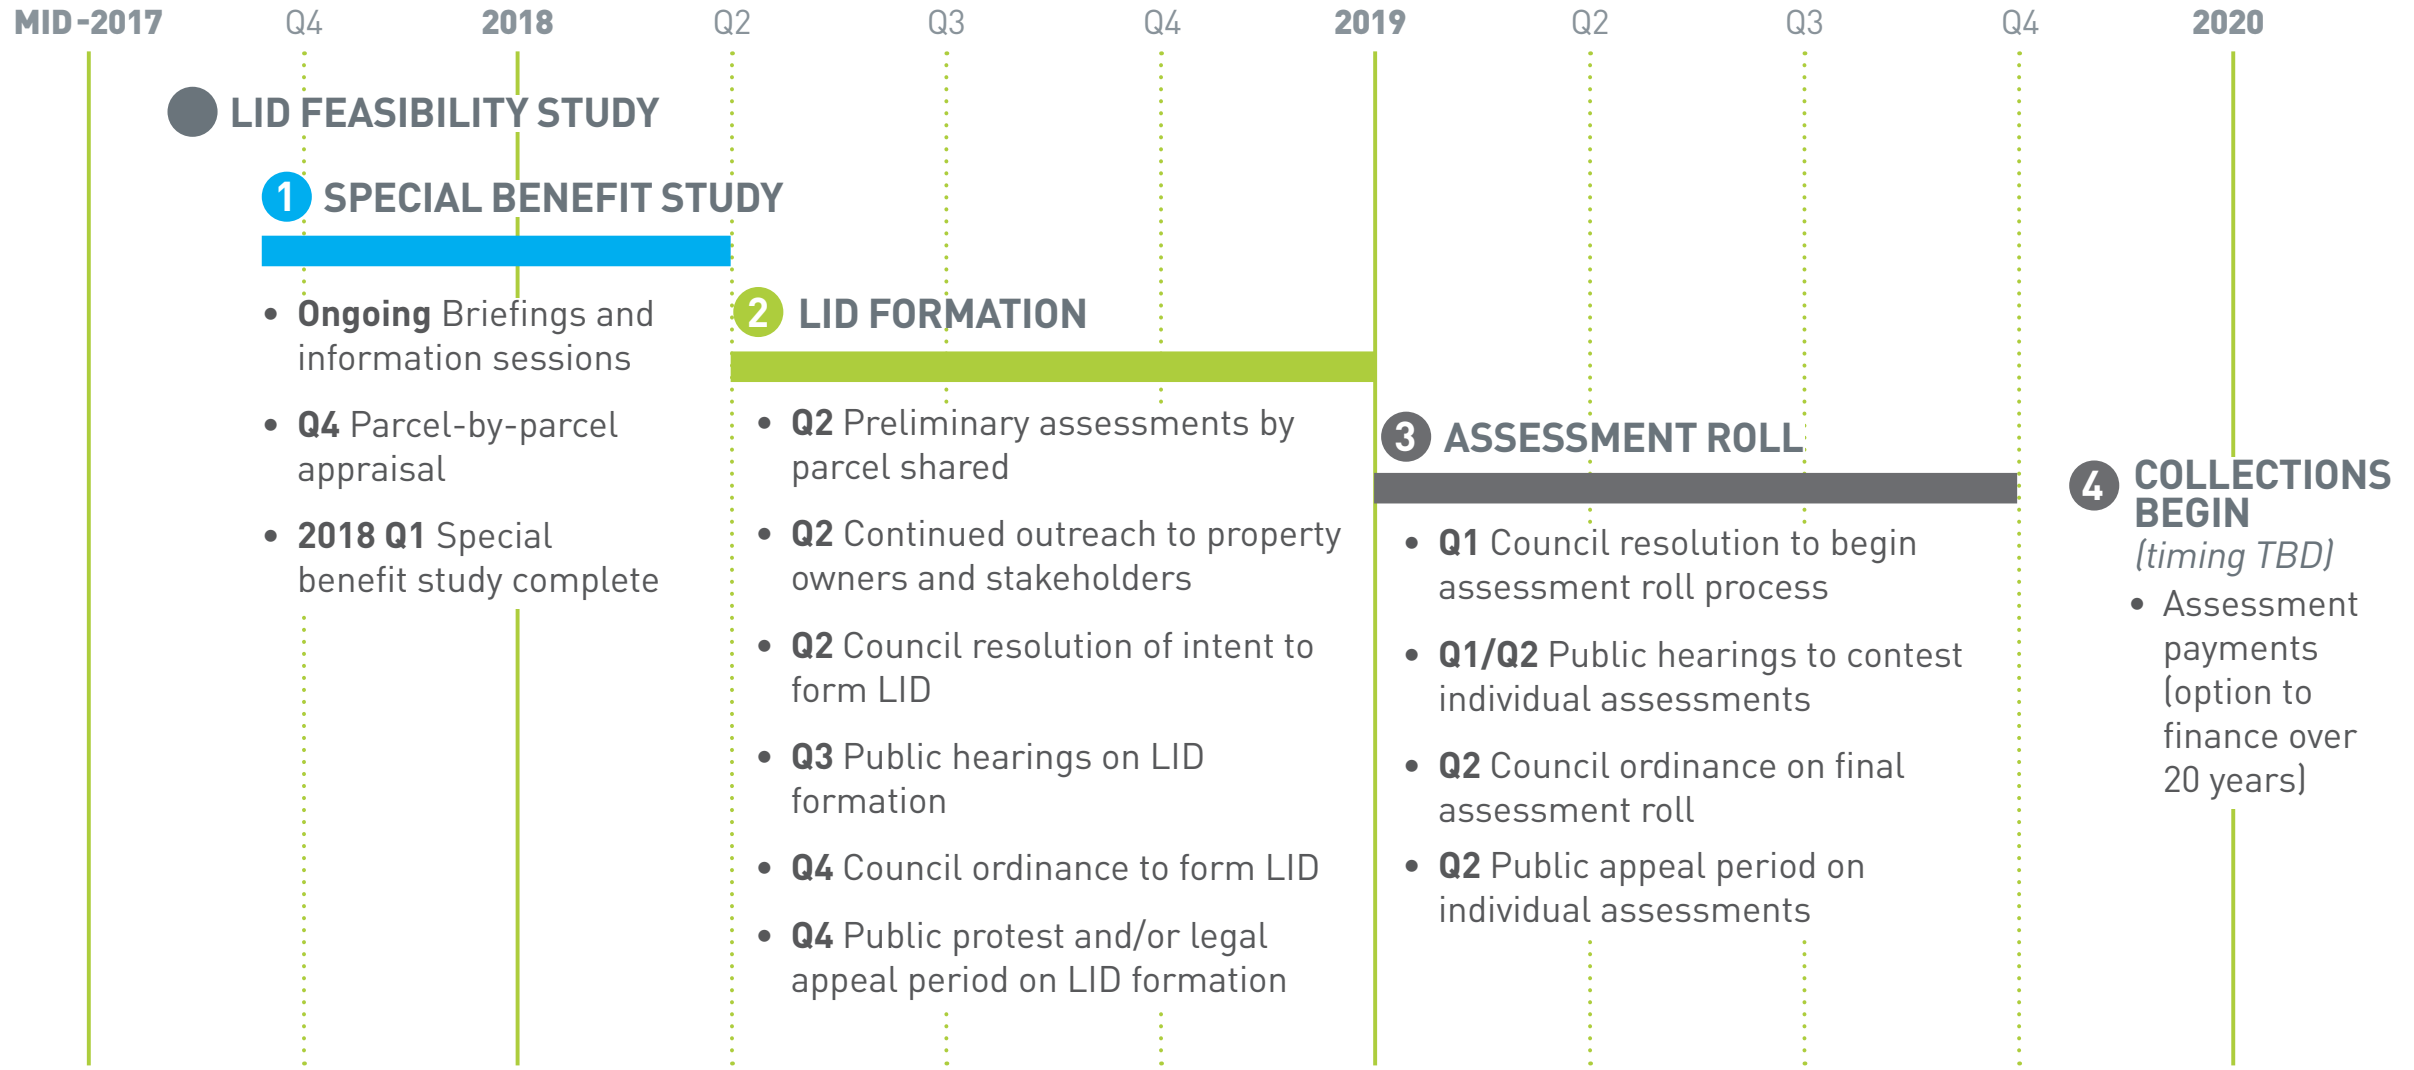 MID-2017 Q4 2018 Q2 Q3 Q4 2019 Q2 Q3 Q4 2020
LID FEASIBILITY STUDY
1 SPECIAL BENEFIT STUDY
• Ongoing Briefings and
information sessions
• Q4 Parcel-by-parcel
appraisal
• 2018 Q1 Special
benefit study complete
2 LID FORMATION
• Q2 Preliminary assessments by
parcel shared
• Q2 Continued outreach to property
owners and stakeholders
• Q2 Council resolution of intent to
form LID
• Q3 Public hearings on LID
formation
• Q4 Council ordinance to form LID
• Q4 Public protest and/or legal
appeal period on LID formation
3 ASSESSMENT ROLL
• Q1 Council resolution to begin
assessment roll process
• Q1/Q2 Public hearings to contest
individual assessments
• Q2 Council ordinance on final
assessment roll
• Q2 Public appeal period on
individual assessments
4 COLLECTIONS
BEGIN
(timing TBD)
• Assessment
payments
(option to
finance over
20 years)